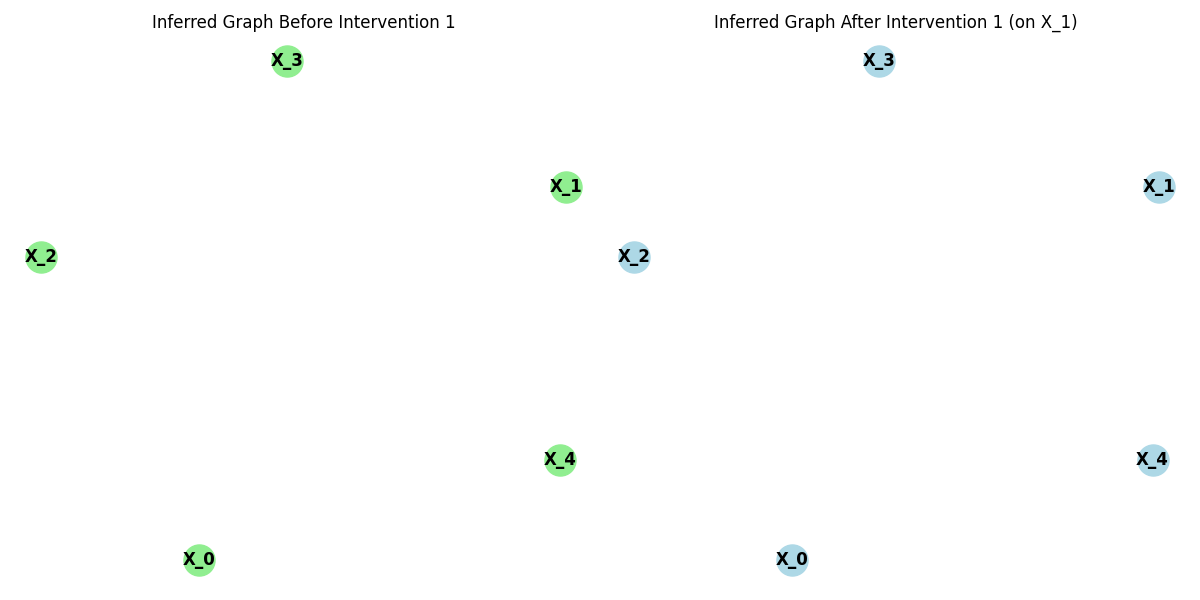 Inferred Graph Before Intervention 1
X_3
X_1
X_2
X_4
X_0
Inferred Graph After Intervention 1 (on X_1)
X_3
X_1
X_2
X_4
X_0